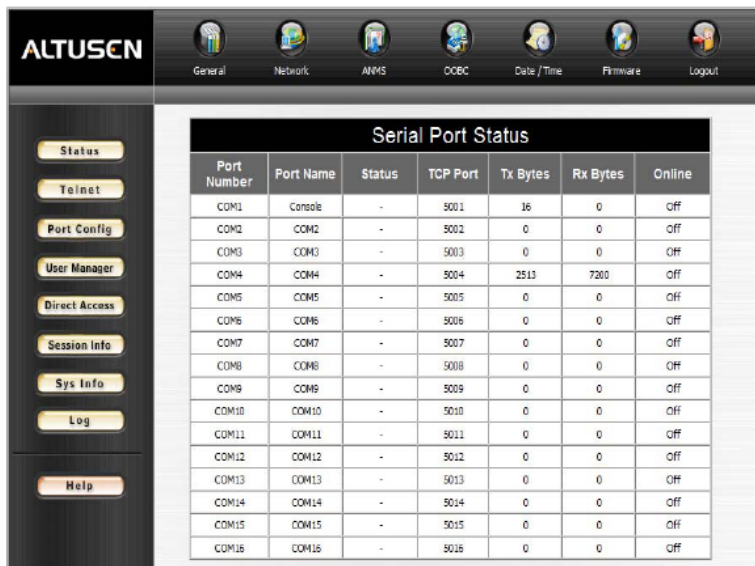 ALTUSEN
General Network ANMS OOBC Date / Time Firmware Logout
Status
Telnet
Port Config
User Manager
Direct Access
Session Info
Sys Info
Log
Help
Serial Port Status
Port Number Port Name Status TCP Port Tx Bytes Rx Bytes Online
COM1 Console - 5001 16 0 Off
COM2 COM2 - 5002 0 0 Off
COM3 COM3 - 5003 0 0 Off
COM4 COM4 - 5004 2513 7200 Off
COM5 COM5 - 5005 0 0 Off
COM6 COM6 - 5006 0 0 Off
COM7 COM7 - 5007 0 0 Off
COM8 COM8 - 5008 0 0 Off
COM9 COM9 - 5009 0 0 Off
COM10 COM10 - 5010 0 0 Off
COM11 COM11 - 5011 0 0 Off
COM12 COM12 - 5012 0 0 Off
COM13 COM13 - 5013 0 0 Off
COM14 COM14 - 5014 0 0 Off
COM15 COM15 - 5015 0 0 Off
COM16 COM16 - 5016 0 0 Off